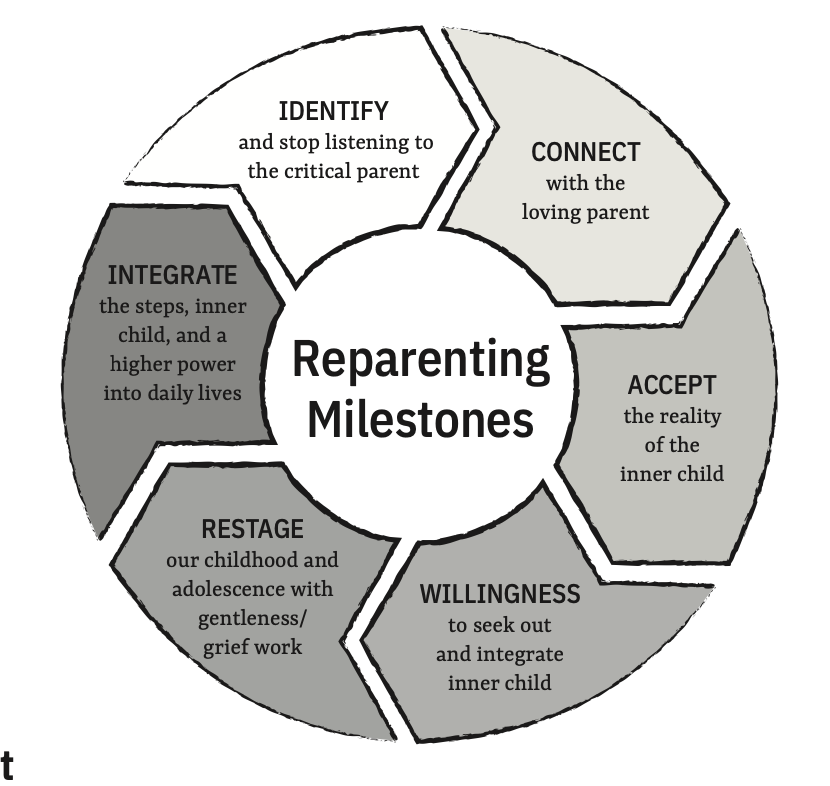 IDENTIFY
and stop listening to
the critical parent
CONNECT
with the
loving parent
ACCEPT
the reality
of the
inner child
WILLINGNESS
to seek out
and integrate
inner child
RESTAGE
our childhood and
adolescence with
gentleness/
grief work
INTEGRATE
the steps, inner
child, and a
higher power
into daily lives
Reparenting
Milestones
t